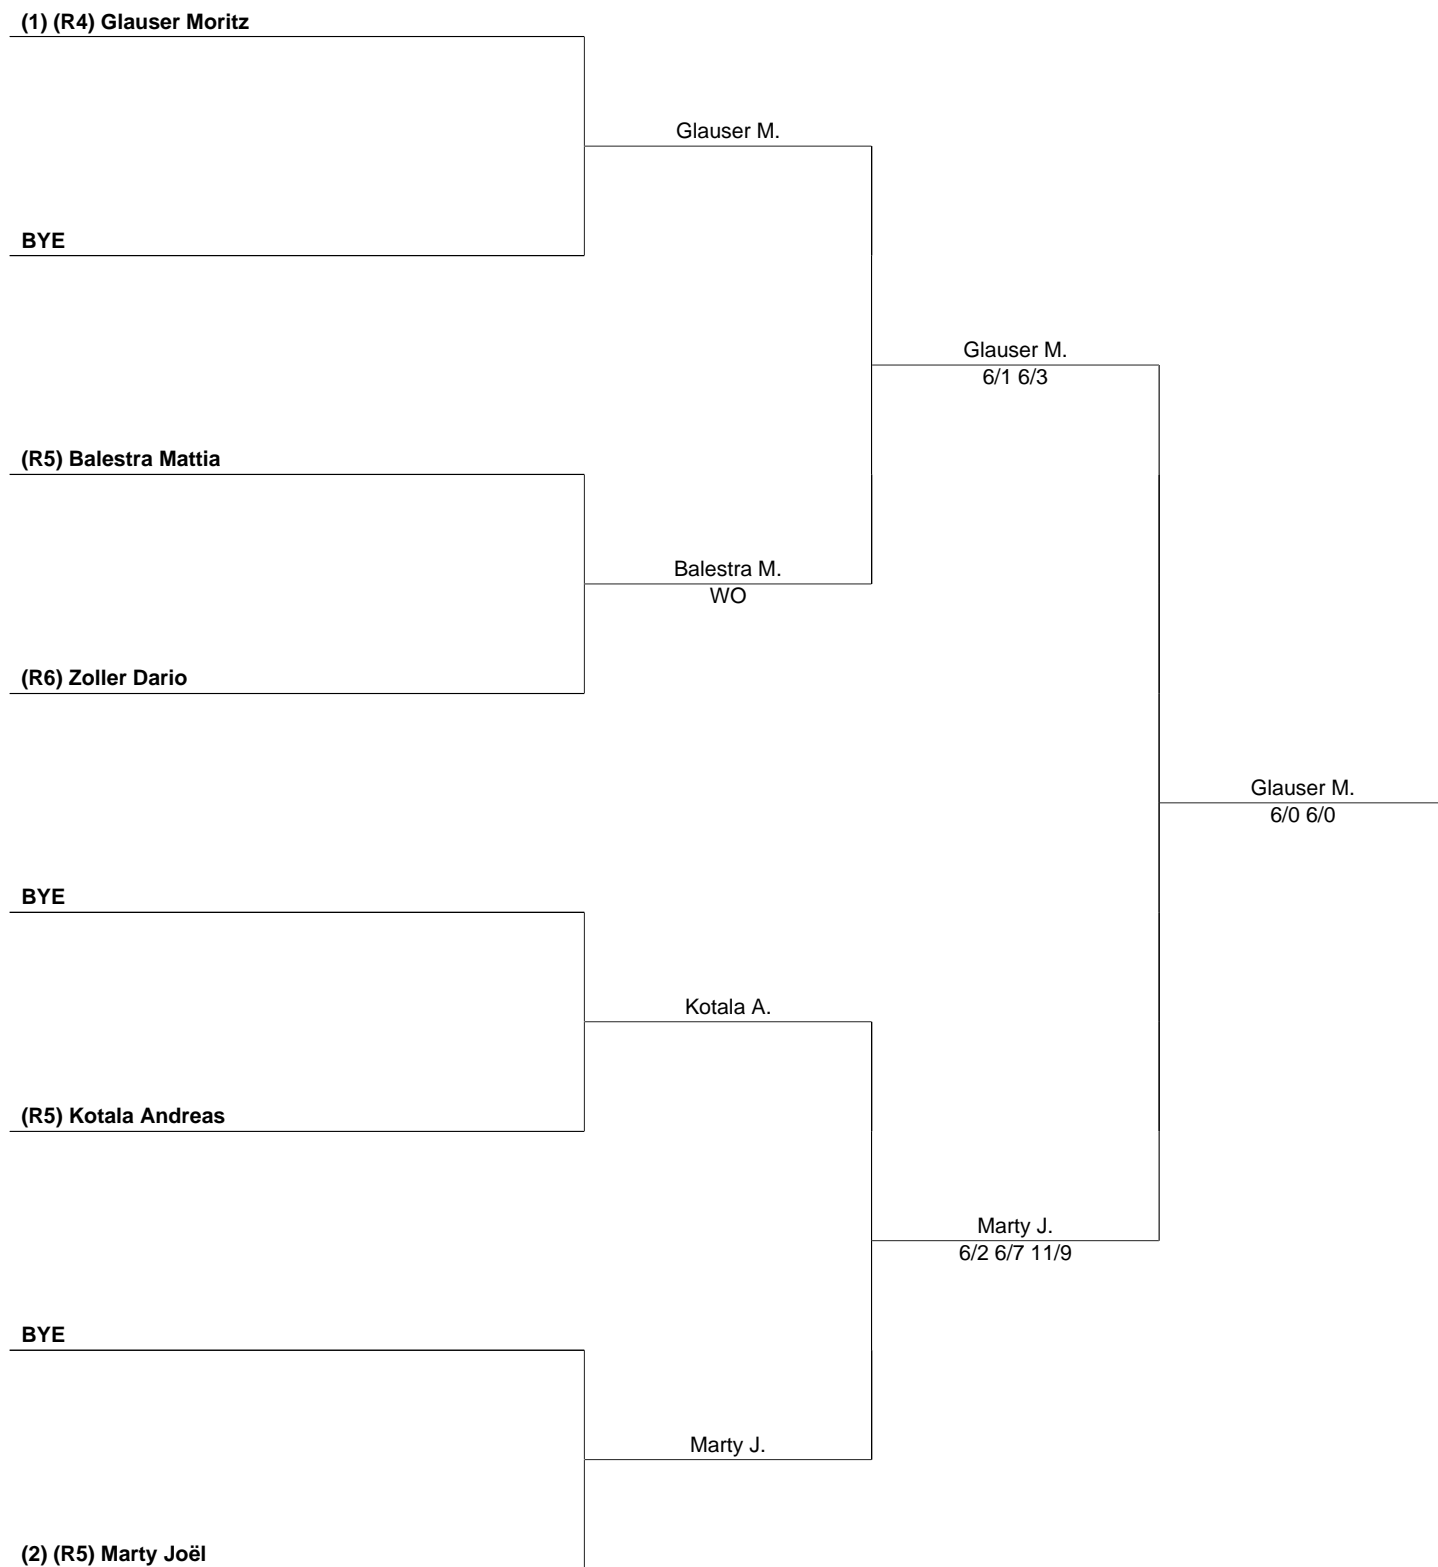 (1) (R4) Glauser Moritz
Glauser M.
BYE
Glauser M.
6/1 6/3
(R5) Balestra Mattia
Balestra M.
WO
(R6) Zoller Dario
Glauser M.
6/0 6/0
BYE
Kotala A.
(R5) Kotala Andreas
Marty J.
6/2 6/7 11/9
BYE
Marty J.
(2) (R5) Marty Joël